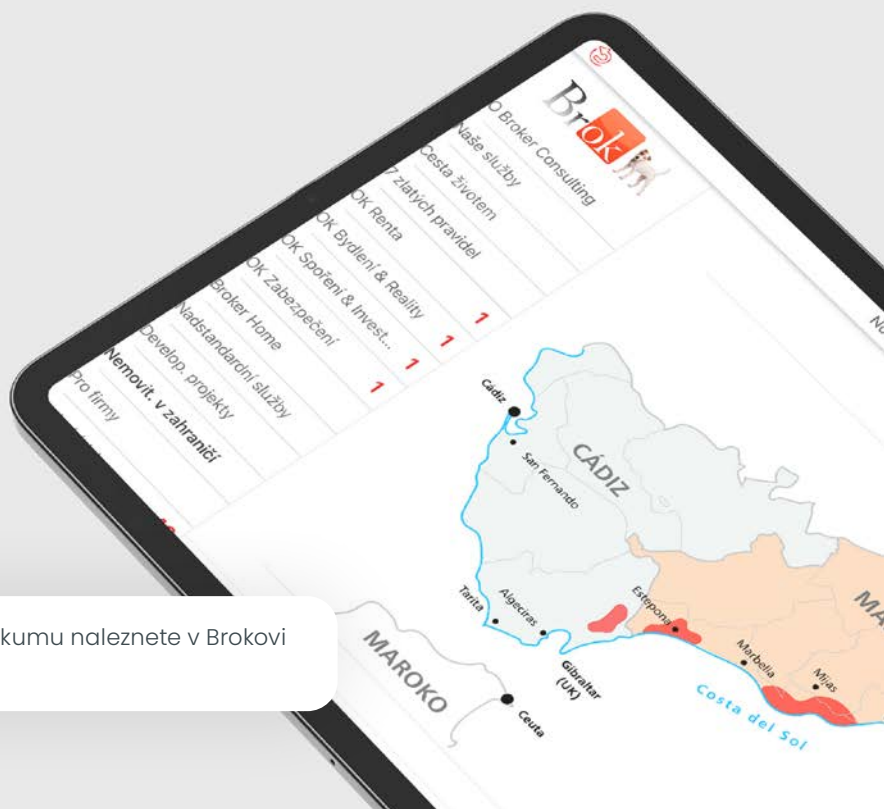 Brok
O Broker Consulting
Naše služby
Cesta životem
7 zlatých pravidel
OK Renta
OK Bydlení & Reality
1
OK Spoření & Invest...
1
OK Zabezpečení
1
Broker Home
1
Nadstandardní služby
Develop. projekty
Nemovit. v zahraničí
Pro firmy
Cádiz
San Fernando
CÁDIZ
Tarita
Algeciras
Estepona
Marbella
Mijas
Gibraltar
(UK)
Costa del Sol
MAROKO
Ceuta
kumu naleznete v Brokovi